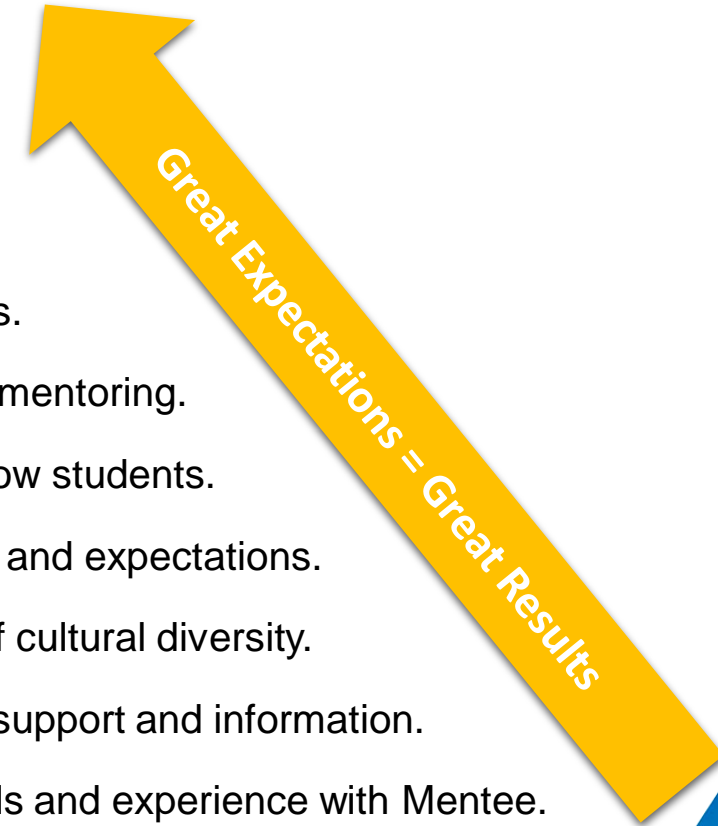 Great Expectations = Great Results
s.
mentoring.
ow students.
and expectations.
f cultural diversity.
support and information.
ls and experience with Mentee.